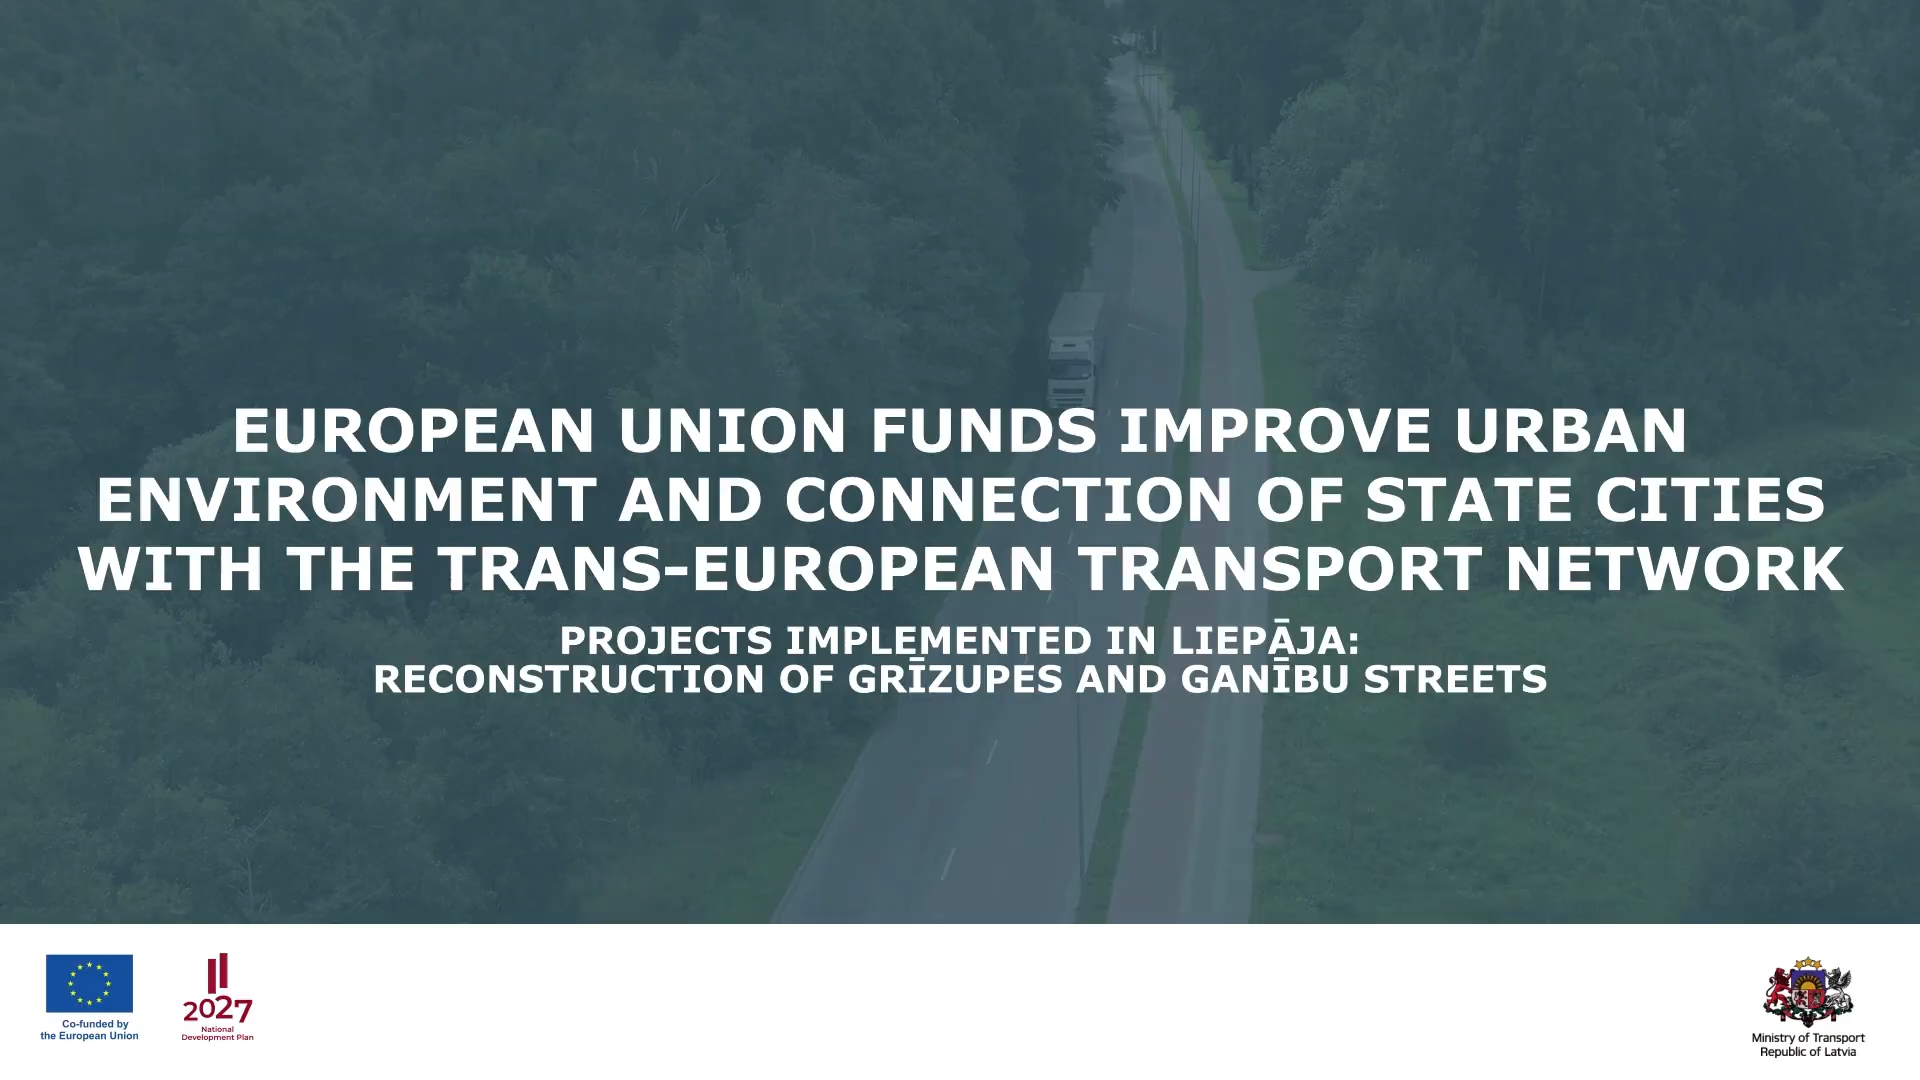 EUROPEAN UNION FUNDS IMPROVE URBAN
ENVIRONMENT AND CONNECTION OF STATE CITIES
WITH THE TRANS-EUROPEAN TRANSPORT NETWORK
PROJECTS IMPLEMENTED IN LIEPĀJA:
RECONSTRUCTION OF GRĪZUPES AND GANĪBU STREETS
Co-funded by
the European Union
2027
National
Development Plan
Ministry of Transport
Republic of Latvia